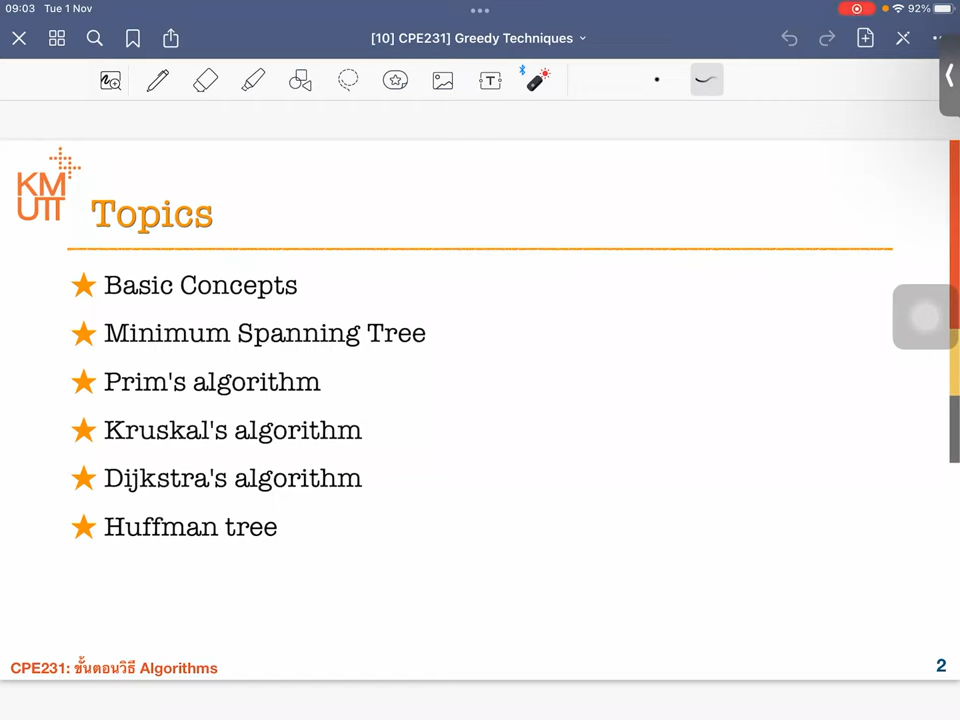 09:03 Tue 1 Nov
92%
[10] CPE231] Greedy Techniques
T
KM
UTT
Topics
Basic Concepts
Minimum Spanning Tree
Prim's algorithm
Kruskal's algorithm
Dijkstra's algorithm
Huffman tree
CPE231: ขั้นตอนวิธี Algorithms
2